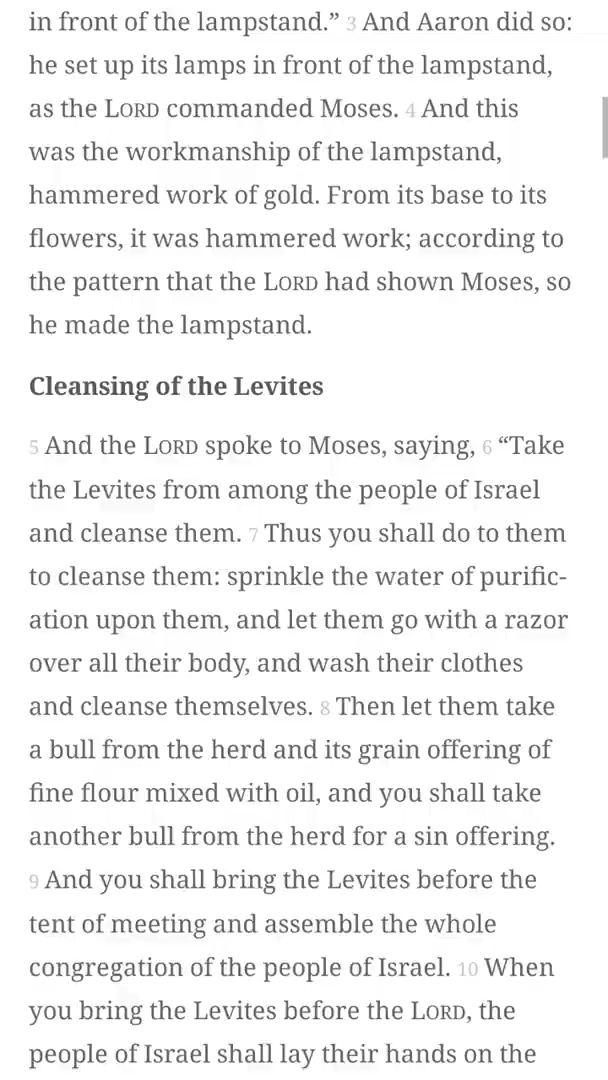 in front of the lampstand.” 3 And Aaron did so:
he set up its lamps in front of the lampstand,
as the LORD commanded Moses. 4 And this
was the workmanship of the lampstand,
hammered work of gold. From its base to its
flowers, it was hammered work; according to
the pattern that the LORD had shown Moses, so
he made the lampstand.
Cleansing of the Levites
5 And the LORD spoke to Moses, saying, 6 “Take
the Levites from among the people of Israel
and cleanse them. 7 Thus you shall do to them
to cleanse them: sprinkle the water of purific-
ation upon them, and let them go with a razor
over all their body, and wash their clothes
and cleanse themselves. 8 Then let them take
a bull from the herd and its grain offering of
fine flour mixed with oil, and you shall take
another bull from the herd for a sin offering.
9 And you shall bring the Levites before the
tent of meeting and assemble the whole
congregation of the people of Israel. 10 When
you bring the Levites before the LORD, the
people of Israel shall lay their hands on the